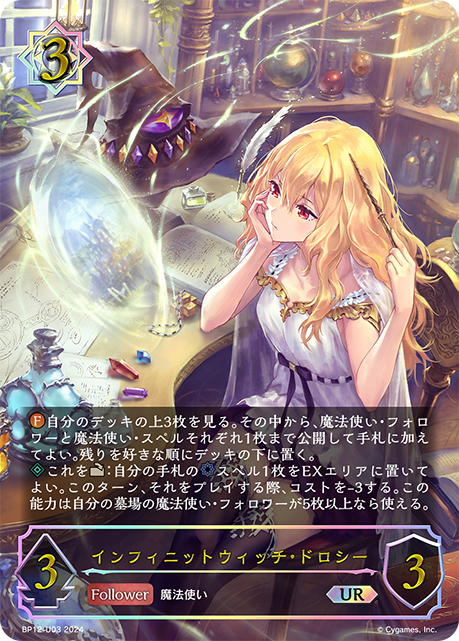 3
自分のデッキの上3枚を見る。その中から、魔法使い・フォロ
ワーと魔法使い・スペルそれぞれ1枚まで公開して手札に加え
てよい。残りを好きな順にデッキの下に置く。
これを:自分の手札のスペル1枚をEXエリアに置いて
よい。このターン、それをプレイする際、コストを-3する。この
能力は自分の墓場の魔法使い・フォロワーが5枚以上なら使える。
インフィニットウィッチ・ドロシー
3
Follower 魔法使い
UR
3
BP12-U03 2024
© Cygames, Inc.